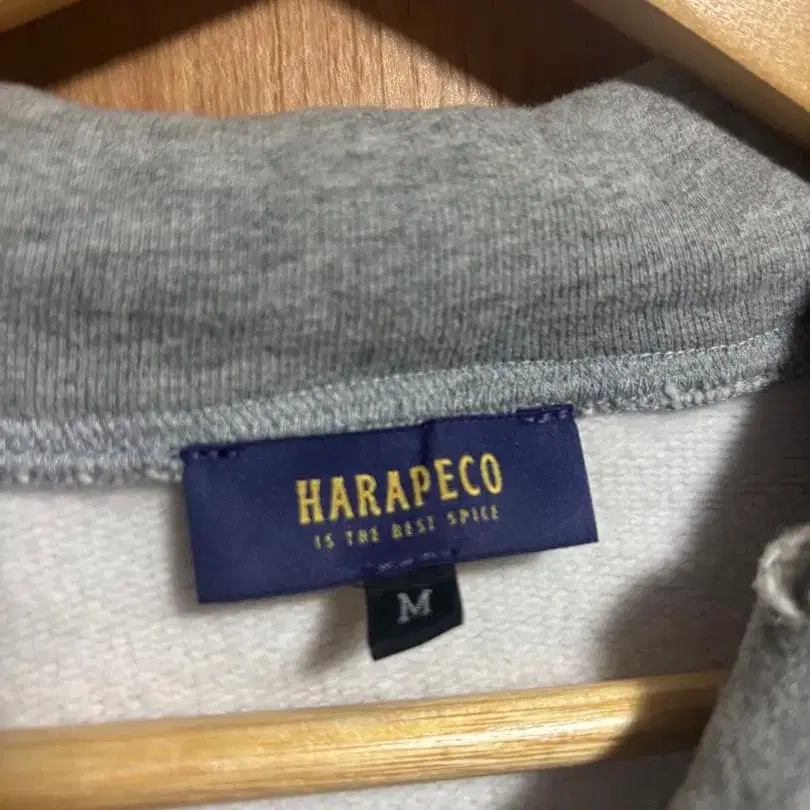 HARAPECO
IS THE BEST SPICE
M